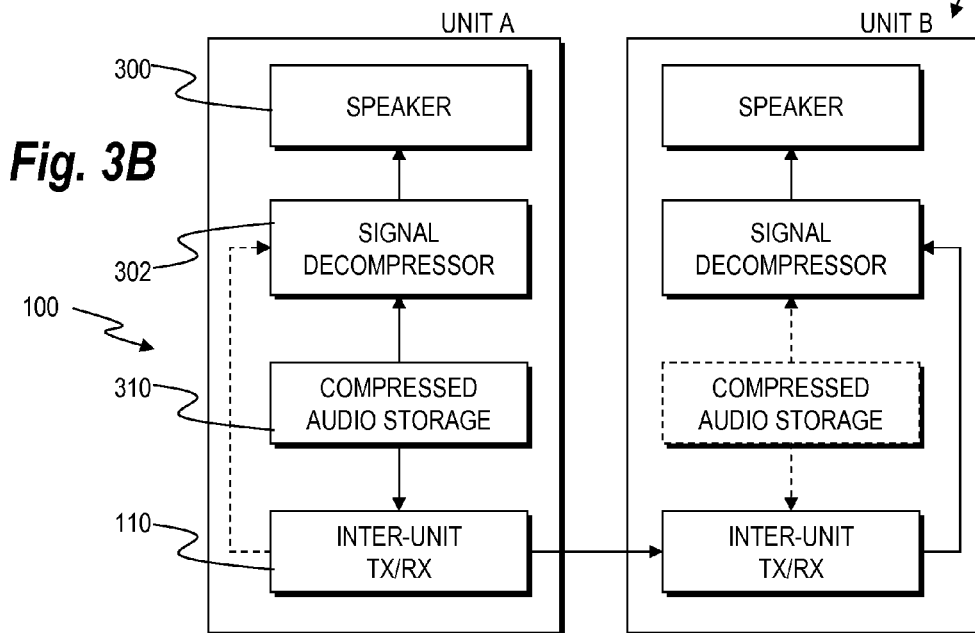 UNIT A
UNIT B
300
SPEAKER
SPEAKER
Fig. 3B
302
SIGNAL
DECOMPRESSOR
SIGNAL
DECOMPRESSOR
100
310
COMPRESSED
AUDIO STORAGE
COMPRESSED
AUDIO STORAGE
110
INTER-UNIT
TX/RX
INTER-UNIT
TX/RX